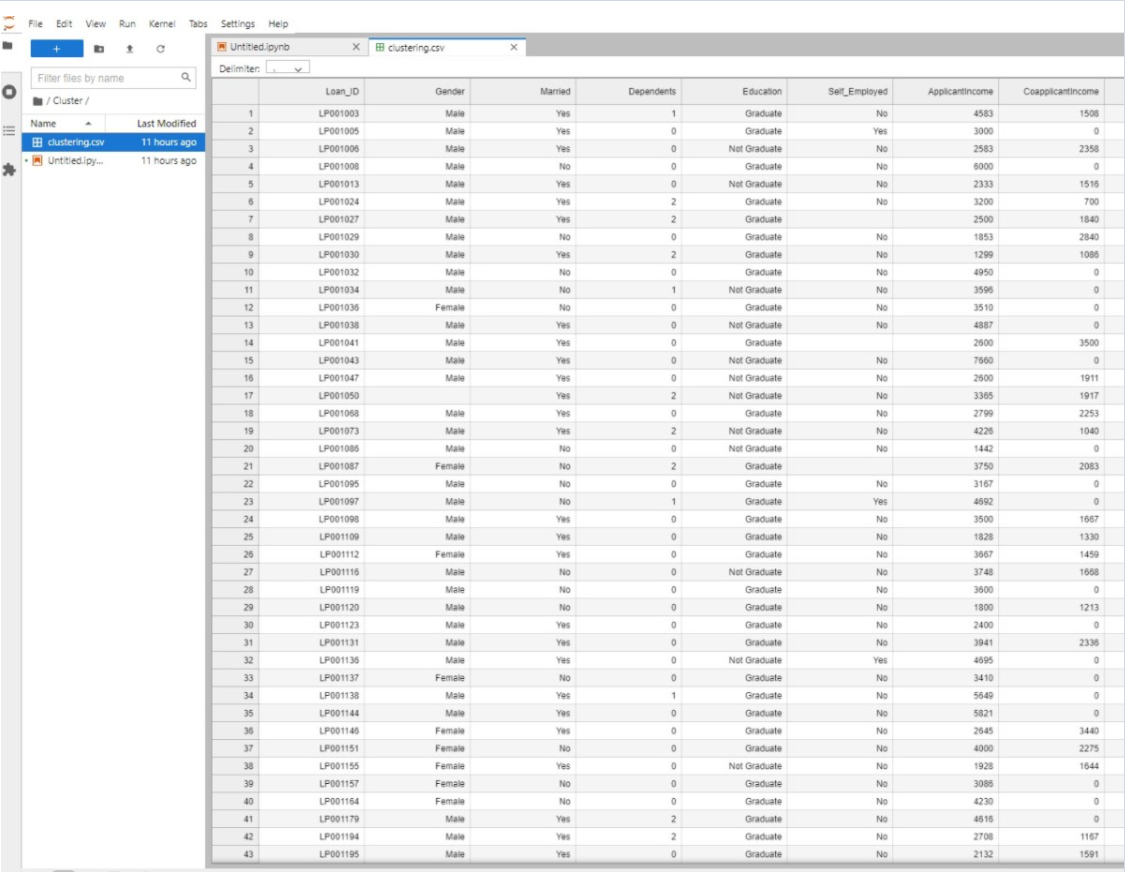 File Edit View Run Kernel Tabs Settings Help
+
Untitled.ipynb
clustering.csv
Filter files by name
Delimiter: ,
/ Cluster /
Name Last Modified
clustering.csv 11 hours ago
Untitled.ipy... 11 hours ago
Loan_ID Gender Married Dependents Education Self_Employed ApplicantIncome CoapplicantIncome
1 LP001003 Male Yes 1 Graduate No 4583 1508
2 LP001005 Male Yes 0 Graduate Yes 3000 0
3 LP001006 Male Yes 0 Not Graduate No 2583 2358
4 LP001008 Male No 0 Graduate No 6000 0
5 LP001013 Male Yes 0 Not Graduate No 2333 1516
6 LP001024 Male Yes 2 Graduate No 3200 700
7 LP001027 Male Yes 2 Graduate 2500 1840
8 LP001029 Male No 0 Graduate No 1853 2840
9 LP001030 Male Yes 2 Graduate No 1299 1086
10 LP001032 Male No 0 Graduate No 4950 0
11 LP001034 Male No 1 Not Graduate No 3596 0
12 LP001036 Female No 0 Graduate No 3510 0
13 LP001038 Male Yes 0 Not Graduate No 4887 0
14 LP001041 Male Yes 0 Graduate 2600 3500
15 LP001043 Male Yes 0 Not Graduate No 7660 0
16 LP001047 Male Yes 0 Not Graduate No 2600 1911
17 LP001050 Yes 2 Not Graduate No 3365 1917
18 LP001068 Male Yes 0 Graduate No 2799 2253
19 LP001073 Male Yes 2 Not Graduate No 4226 1040
20 LP001086 Male No 0 Not Graduate No 1442 0
21 LP001087 Female No 2 Graduate 3750 2083
22 LP001095 Male No 0 Graduate No 3167 0
23 LP001097 Male No 1 Graduate Yes 4692 0
24 LP001098 Male Yes 0 Graduate No 3500 1667
25 LP001109 Male Yes 0 Graduate No 1828 1330
26 LP001112 Female Yes 0 Graduate No 3667 1459
27 LP001116 Male No 0 Not Graduate No 3748 1668
28 LP001119 Male No 0 Graduate No 3600 0
29 LP001120 Male No 0 Graduate No 1800 1213
30 LP001123 Male Yes 0 Graduate No 2400 0
31 LP001131 Male Yes 0 Graduate No 3941 2336
32 LP001136 Male Yes 0 Not Graduate Yes 4695 0
33 LP001137 Female No 0 Graduate No 3410 0
34 LP001138 Male Yes 1 Graduate No 5649 0
35 LP001144 Male Yes 0 Graduate No 5821 0
36 LP001146 Female Yes 0 Graduate No 2645 3440
37 LP001151 Female No 0 Graduate No 4000 2275
38 LP001155 Female Yes 0 Not Graduate No 1928 1644
39 LP001157 Female No 0 Graduate No 3086 0
40 LP001164 Female No 0 Graduate No 4230 0
41 LP001179 Male Yes 2 Graduate No 4616 0
42 LP001194 Male Yes 2 Graduate No 2708 1167
43 LP001195 Male Yes 0 Graduate No 2132 1591